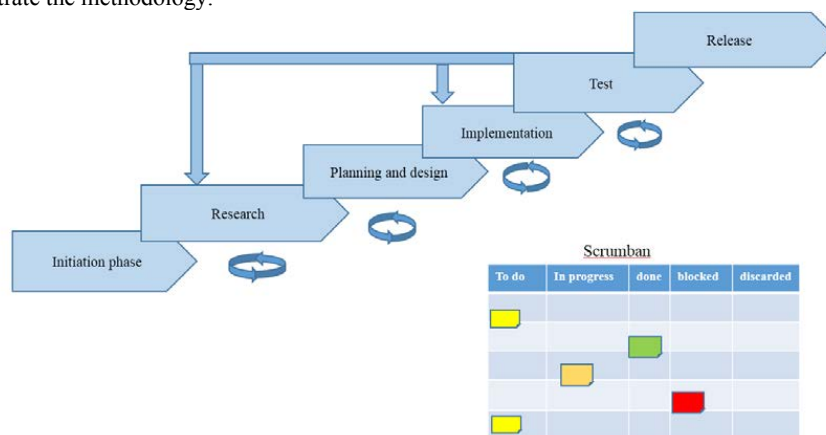 trate the methodology.
Release
Test
Implementation
Planning and design
Research
Initiation phase
Scrumban
To do In progress done blocked discarded